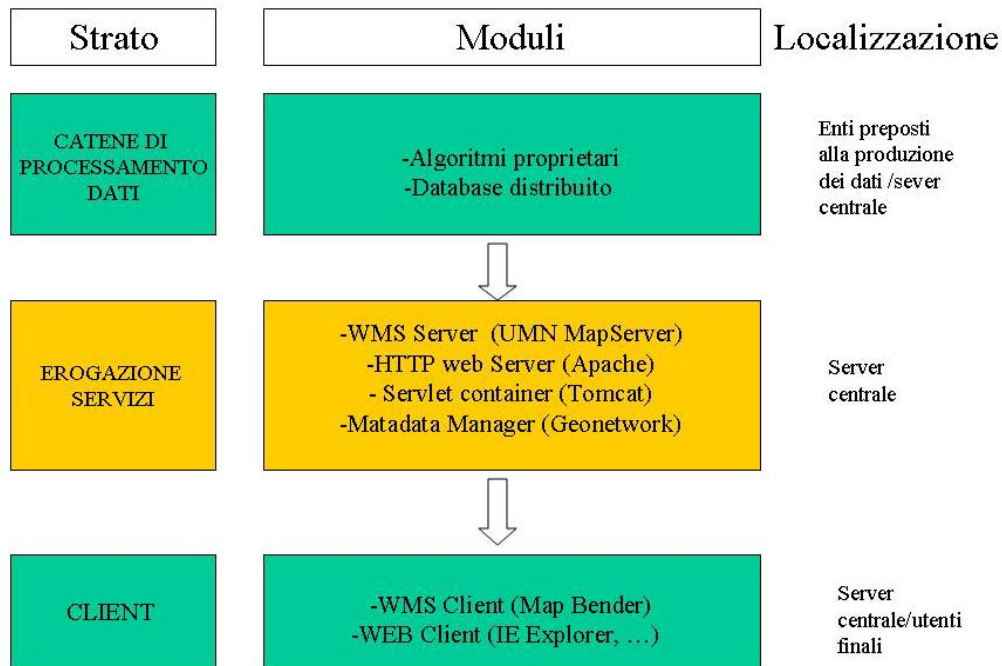 Strato
Moduli
Localizzazione
CATENE DI
PROCESSAMENTO
DATI
-Algoritmi proprietari
-Database distribuito
Enti preposti
alla produzione
dei dati /sever
centrale
EROGAZIONE
SERVIZI
-WMS Server (UMN MapServer)
-HTTP web Server (Apache)
- Servlet container (Tomcat)
-Matadata Manager (Geonetwork)
Server
centrale
CLIENT
-WMS Client (Map Bender)
-WEB Client (IE Explorer, …)
Server
centrale/utenti
finali